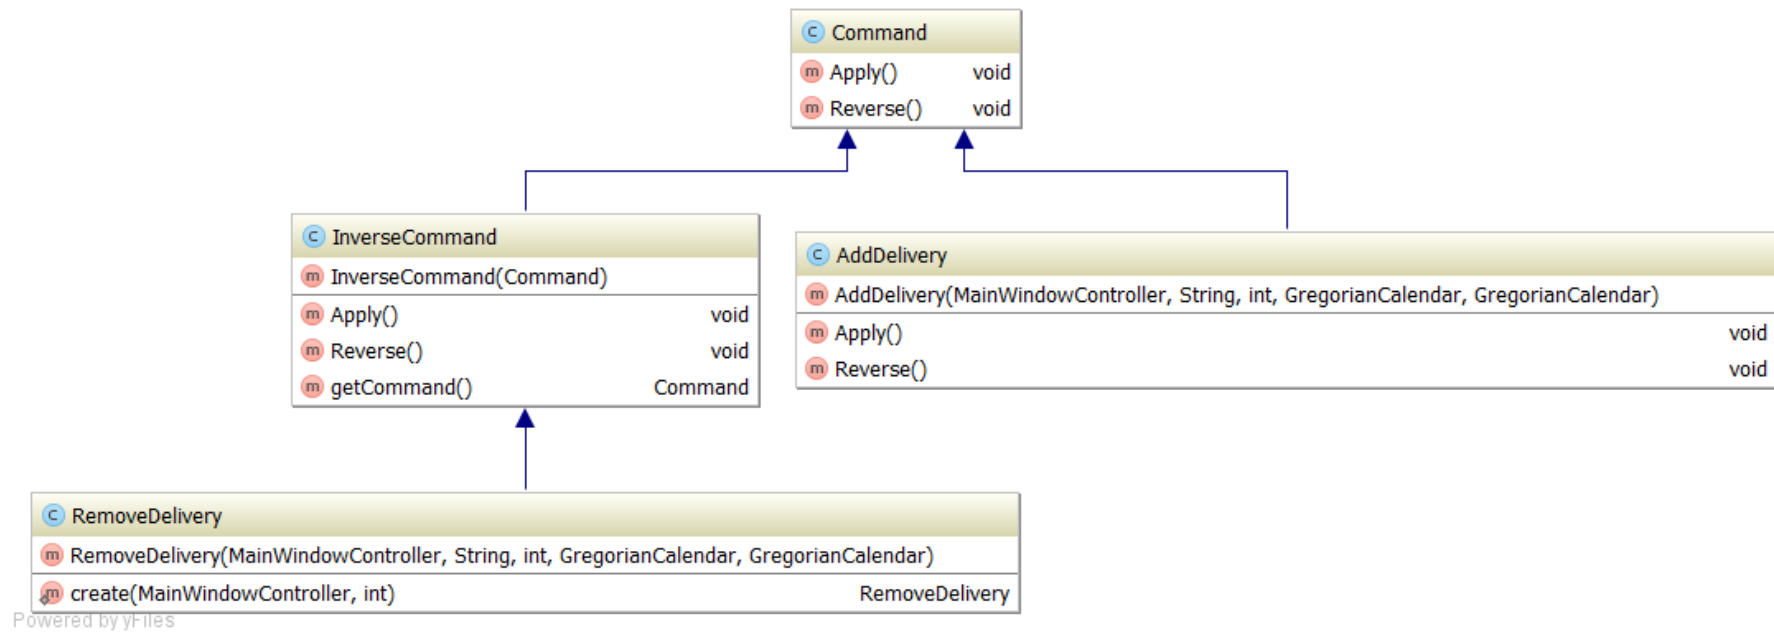 Command
Apply() void
Reverse() void
InverseCommand
InverseCommand(Command)
Apply() void
Reverse() void
getCommand() Command
AddDelivery
AddDelivery(MainWindowController, String, int, GregorianCalendar, GregorianCalendar)
Apply() void
Reverse() void
RemoveDelivery
RemoveDelivery(MainWindowController, String, int, GregorianCalendar, GregorianCalendar)
create(MainWindowController, int) RemoveDelivery
Powered by yFiles